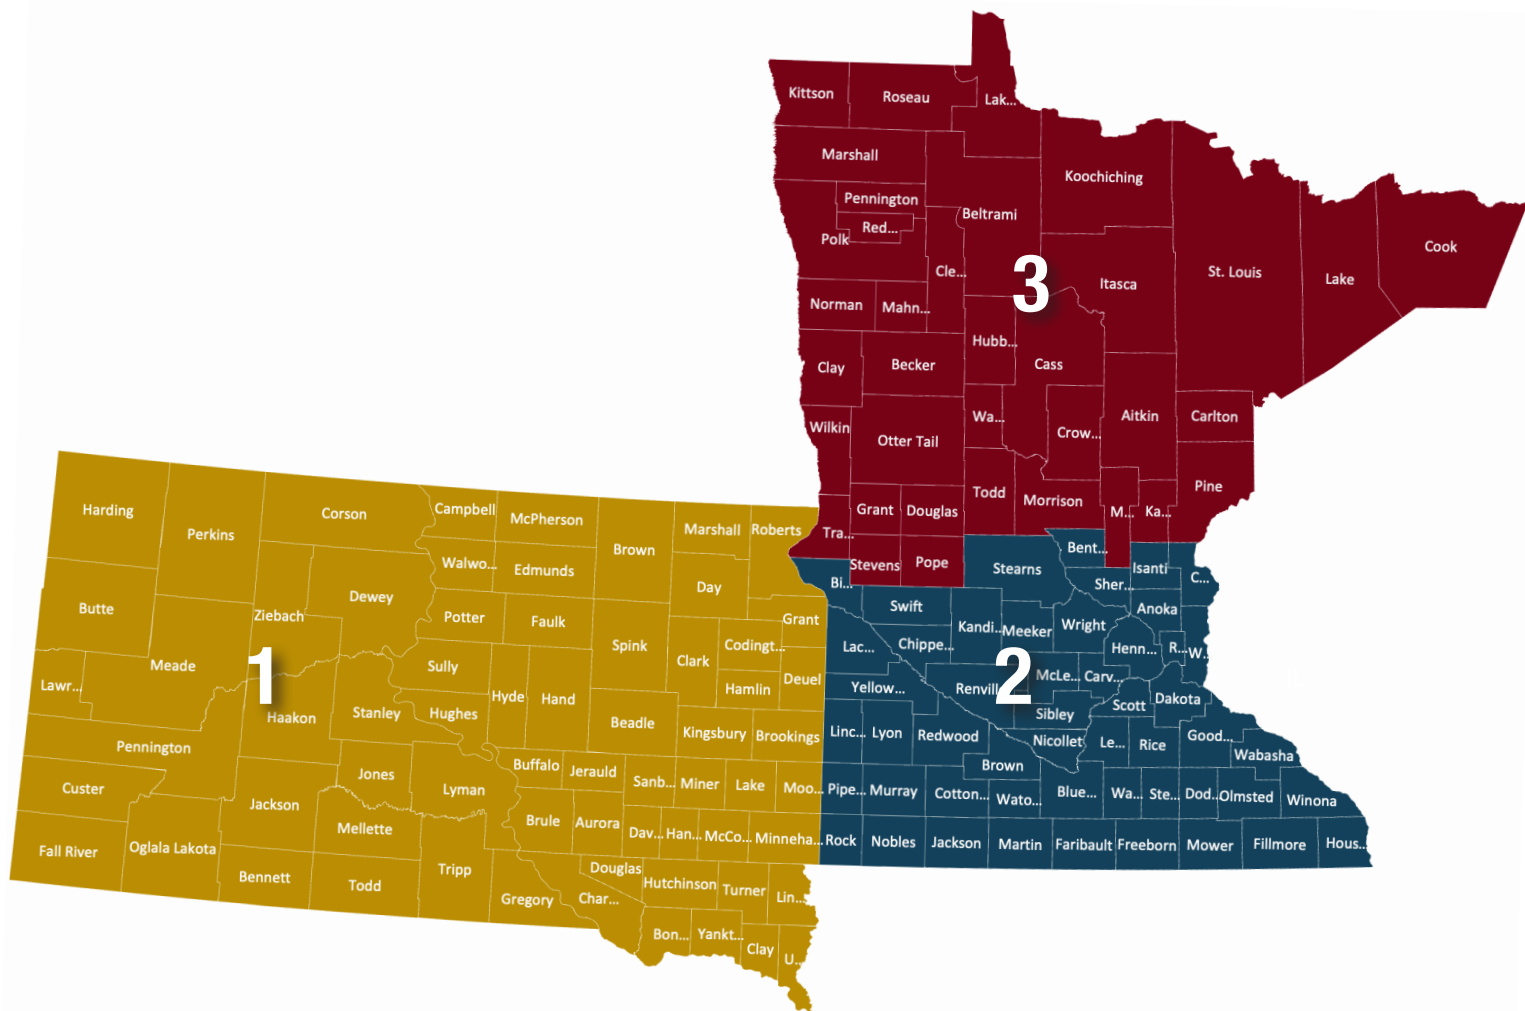 Kittson
Roseau
Lak...
Marshall
Koochiching
Pennington
Beltrami
Red...
Polk
Cook
Cle...
St. Louis
Lake
3
Itasca
Norman
Mahn...
Hubb...
Clay
Becker
Cass
Wa...
Aitkin
Carlton
Wilkin
Otter Tail
Crow...
Pine
Todd
Morrison
Grant
Douglas
M...
Ka...
Tra...
Stevens
Pope
Harding
Perkins
Corson
Campbell
McPherson
Brown
Marshall
Roberts
Walwo...
Edmunds
Day
Butte
Ziebach
Dewey
Potter
Faulk
Grant
Spink
Codingt...
Clark
Meade
Sully
Deuel
1
Lawr...
Hyde
Hand
Hamlin
Haakon
Stanley
Hughes
Beadle
Kingsbury
Brookings
Pennington
Buffalo
Jerauld
Jones
Lyman
Sanb...
Miner
Lake
Moo...
Custer
Jackson
Brule
Aurora
Mellette
Dav...
Han...
McCo...
Minneha...
Fall River
Oglala Lakota
Bennett
Todd
Tripp
Gregory
Douglas
Char...
Hutchinson
Turner
Lin...
Bon...
Yankt...
Clay
U...
Bent...
Stearns
Isanti
Bi...
Sher...
C...
Swift
Anoka
Kandi...
Meeker
Wright
Lac...
Chippe...
Henn...
R...
W...
2
Yellow...
Renvill
McLe...
Carv...
Scott
Dakota
Sibley
Linc...
Lyon
Redwood
Nicollet
Le...
Rice
Good...
Wabasha
Brown
Pipe...
Murray
Cotton...
Wato...
Blue...
Wa...
Ste...
Dod...
Olmsted
Winona
Rock
Nobles
Jackson
Martin
Faribault
Freeborn
Mower
Fillmore
Hous...